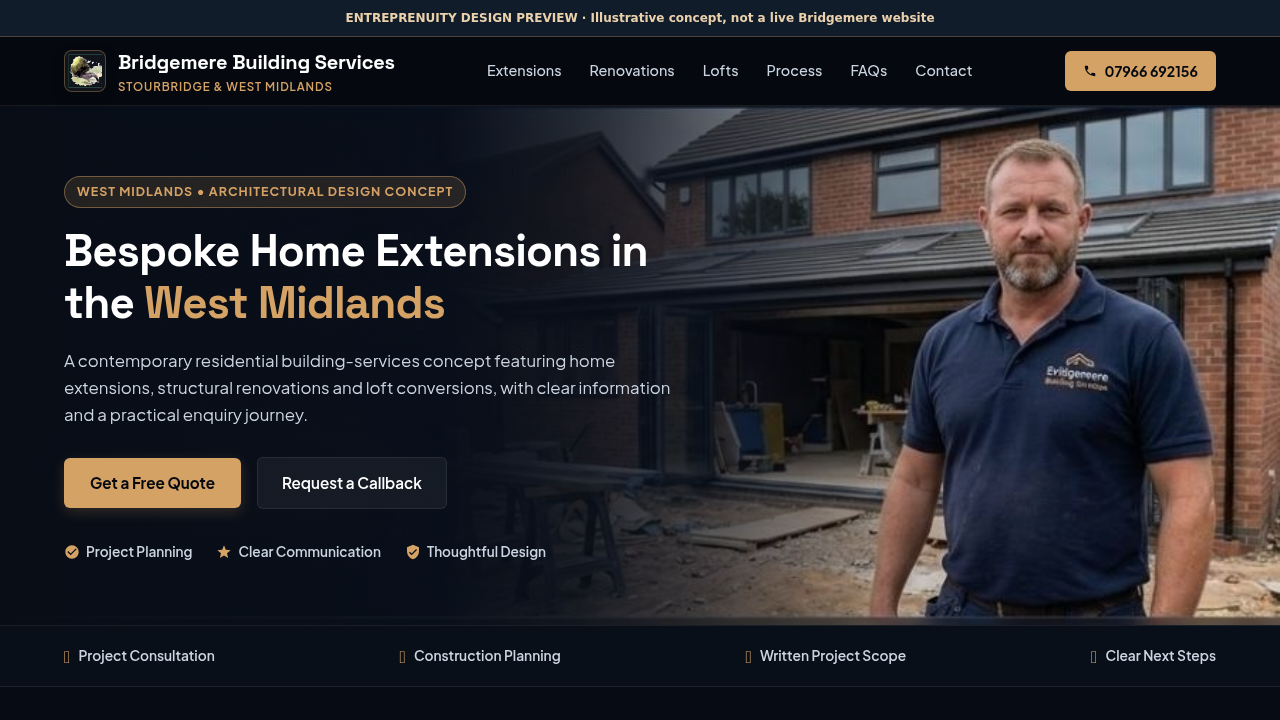 ENTREPRENUITY DESIGN PREVIEW · Illustrative concept, not a live Bridgemere website
Bridgemere Building Services
STOURBRIDGE & WEST MIDLANDS
Extensions
Renovations
Lofts
Process
FAQs
Contact
07966 692156
WEST MIDLANDS ● ARCHITECTURAL DESIGN CONCEPT
Bespoke Home Extensions in
the West Midlands
A contemporary residential building-services concept featuring home
extensions, structural renovations and loft conversions, with clear information
and a practical enquiry journey.
Get a Free Quote
Request a Callback
Project Planning
Clear Communication
Thoughtful Design
Project Consultation
Construction Planning
Written Project Scope
Clear Next Steps